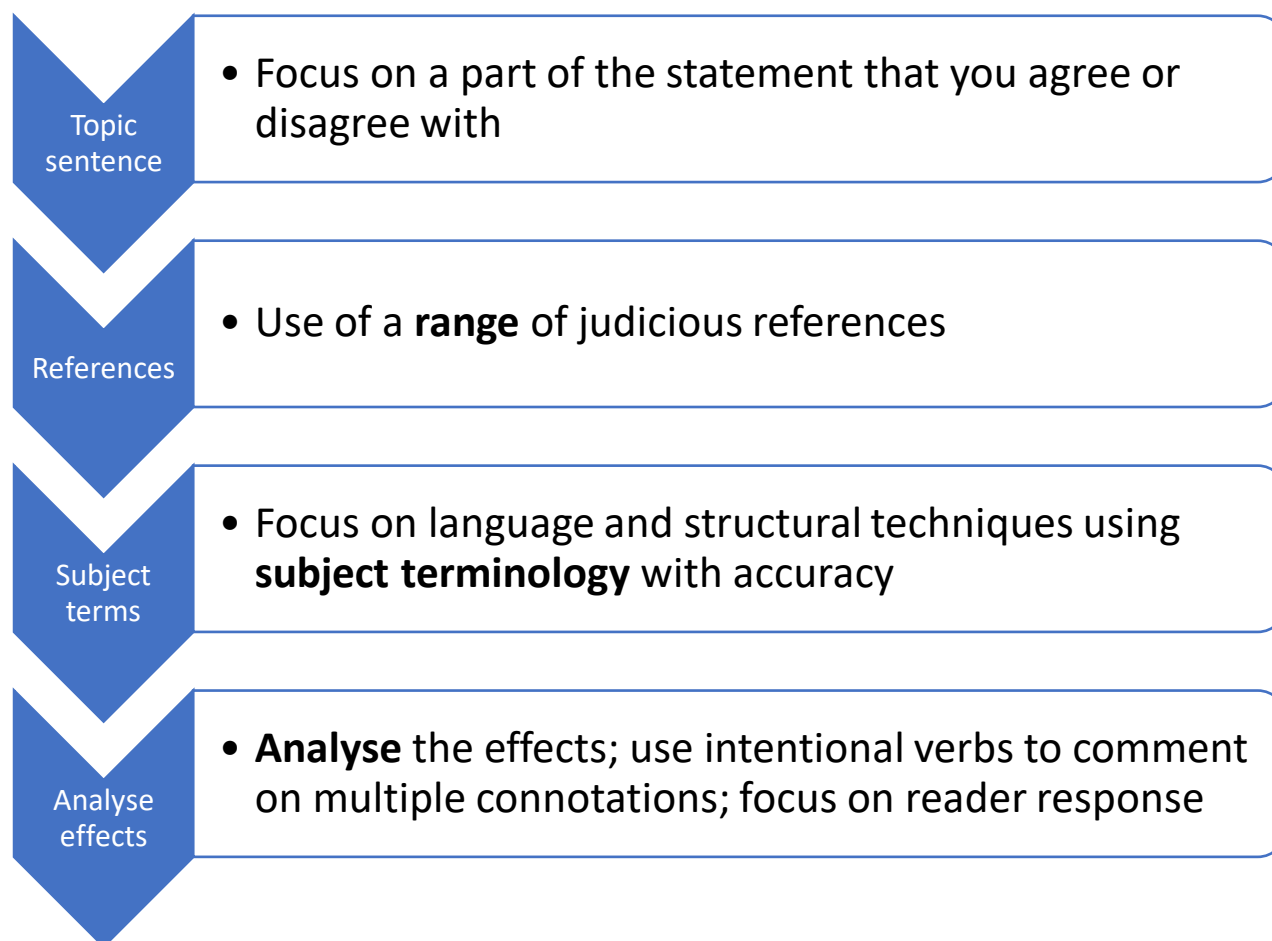 Topic
sentence
• Focus on a part of the statement that you agree or
disagree with
References
• Use of a range of judicious references
Subject
terms
• Focus on language and structural techniques using
subject terminology with accuracy
Analyse
effects
• Analyse the effects; use intentional verbs to comment
on multiple connotations; focus on reader response